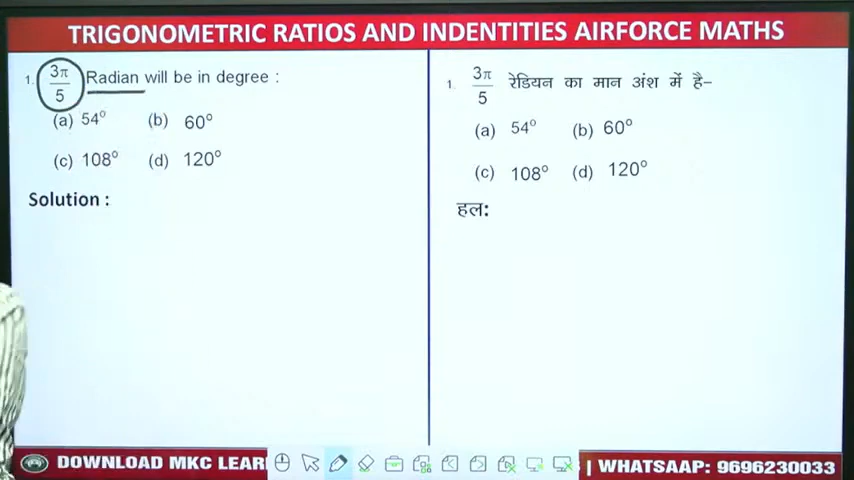 TRIGONOMETRIC RATIOS AND INDENTITIES AIRFORCE MATHS
1. 3π/5 Radian will be in degree :
(a) 54° (b) 60°
(c) 108° (d) 120°
Solution :
1. 3π/5 रेडियन का मान अंश में है–
(a) 54° (b) 60°
(c) 108° (d) 120°
हल:
DOWNLOAD MKC LEAR
| WHATSAAP: 9696230033